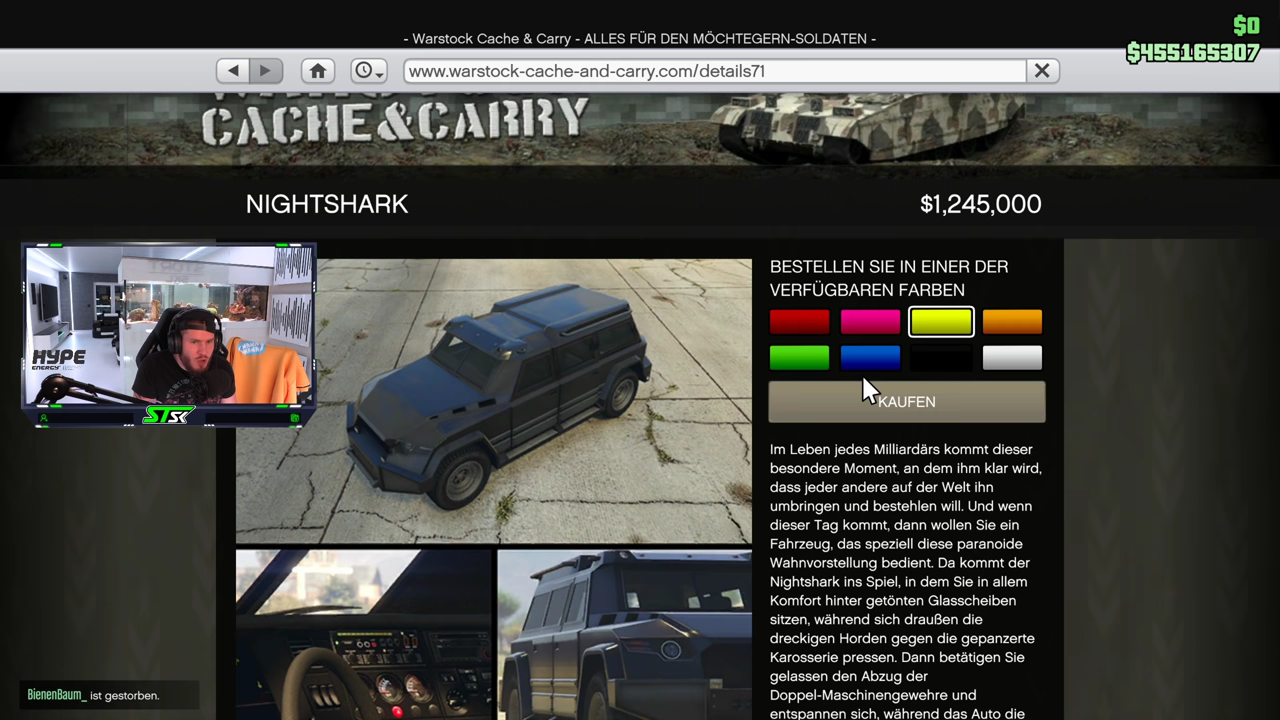 $0
- Warstock Cache & Carry - ALLES FÜR DEN MÖCHTEGERN-SOLDATEN -
$455165307
www.warstock-cache-and-carry.com/details71
CACHE&CARRY
NIGHTSHARK
$1,245,000
BESTELLEN SIE IN EINER DER
VERFÜGBAREN FARBEN
KAUFEN
HYPE
ENERGY
STSK
Im Leben jedes Milliardärs kommt dieser
besondere Moment, an dem ihm klar wird,
dass jeder andere auf der Welt ihn
umbringen und bestehlen will. Und wenn
dieser Tag kommt, dann wollen Sie ein
Fahrzeug, das speziell diese paranoide
Wahnvorstellung bedient. Da kommt der
Nightshark ins Spiel, in dem Sie in allem
Komfort hinter getönten Glasscheiben
sitzen, während sich draußen die
dreckigen Horden gegen die gepanzerte
Karosserie pressen. Dann betätigen Sie
gelassen den Abzug der
Doppel-Maschinengewehre und
entspannen sich, während das Auto die
BienenBaum_ ist gestorben.